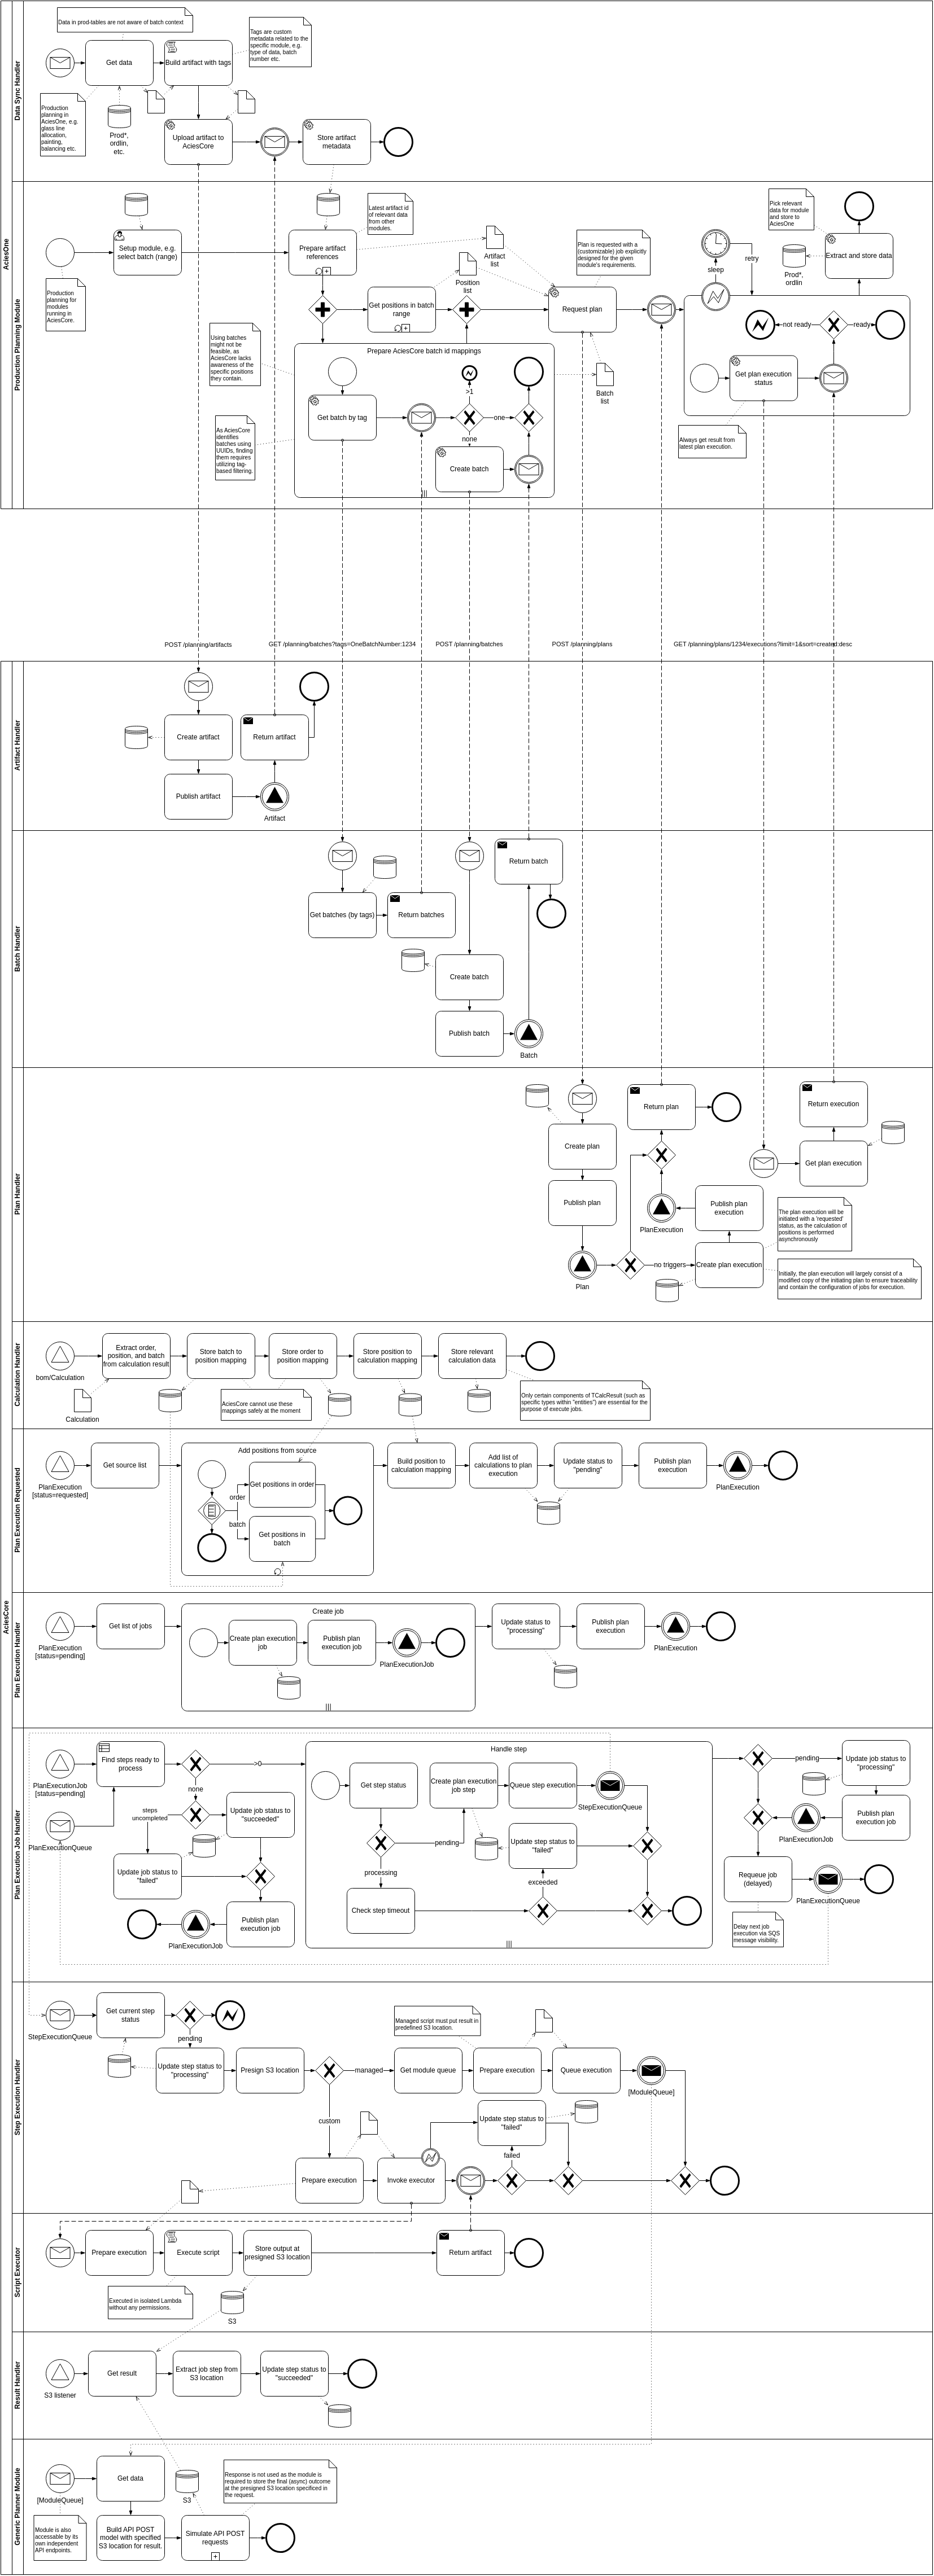 AciesOne
Data Sync Handler
Data in prod-tables are not aware of batch context
Tags are custom
metadata related to the
specific module, e.g.
type of data, batch
number etc.
Get data
Build artifact with tags
Production
planning in
AciesOne, e.g.
glass line
allocation,
painting,
balancing etc.
Prod*,
ordlin,
etc.
Upload artifact to
AciesCore
Store artifact
metadata
Production Planning Module
Setup module, e.g.
select batch (range)
Production
planning for
modules
running in
AciesCore.
Prepare artifact
references
Latest artifact id
of relevant data
from other
modules.
Artifact
list
Position
list
Plan is requested with a
(customizable) job explicitly
designed for the given
module's requirements.
Get positions in batch
range
Request plan
Batch
list
Using batches
might not be
feasible, as
AciesCore lacks
awareness of the
specific positions
they contain.
As AciesCore
identifies
batches using
UUIDs, finding
them requires
utilizing tag-
based filtering.
Prepare AciesCore batch id mappings
Get batch by tag
>1
one
none
Create batch
Pick relevant
data for module
and store to
AciesOne
sleep
retry
Prod*,
ordlin
Extract and store data
not ready
ready
Get plan execution
status
Always get result from
latest plan execution.
POST /planning/artifacts
GET /planning/batches?tags=OneBatchNumber:1234
POST /planning/batches
POST /planning/plans
GET /planning/plans/1234/executions?limit=1&sort=created:desc
AciesCore
Artifact Handler
Create artifact
Return artifact
Publish artifact
Artifact
Batch Handler
Return batch
Get batches (by tags)
Return batches
Create batch
Publish batch
Batch
Plan Handler
Return plan
Return execution
Create plan
Get plan execution
Publish plan
Publish plan
execution
PlanExecution
The plan execution will be
initiated with a 'requested'
status, as the calculation of
positions is performed
asynchronously
Plan
no triggers
Create plan execution
Initially, the plan execution will largely consist of a
modified copy of the initiating plan to ensure traceability
and contain the configuration of jobs for execution.
Calculation Handler
bom/Calculation
Extract order,
position, and batch
from calculation result
Store batch to
position mapping
Store order to
position mapping
Store position to
calculation mapping
Store relevant
calculation data
Calculation
AciesCore cannot use these
mappings safely at the moment
Only certain components of TCalcResult (such as
specific types within "entities") are essential for the
purpose of execute jobs.
Plan Execution Requested
PlanExecution
[status=requested]
Get source list
Add positions from source
order
batch
Get positions in order
Get positions in
batch
Build position to
calculation mapping
Add list of
calculations to plan
execution
Update status to
"pending"
Publish plan
execution
PlanExecution
Plan Execution Handler
PlanExecution
[status=pending]
Get list of jobs
Create job
Create plan execution
job
Publish plan
execution job
PlanExecutionJob
Update status to
"processing"
Publish plan
execution
PlanExecution
Plan Execution Job Handler
PlanExecutionJob
[status=pending]
PlanExecutionQueue
Find steps ready to
process
>0
none
steps
uncompleted
Update job status to
"succeeded"
Update job status to
"failed"
Publish plan
execution job
PlanExecutionJob
Handle step
Get step status
Create plan execution
job step
Queue step execution
StepExecutionQueue
pending
processing
Update step status to
"failed"
exceeded
Check step timeout
pending
Update job status to
"processing"
Publish plan
execution job
PlanExecutionJob
Requeue job
(delayed)
PlanExecutionQueue
Delay next job
execution via SQS
message visibility.
Step Execution Handler
StepExecutionQueue
Get current step
status
pending
Update step status to
"processing"
Presign S3 location
managed
custom
Managed script must put result in
predefined S3 location.
Get module queue
Prepare execution
Queue execution
[ModuleQueue]
Update step status to
"failed"
failed
Prepare execution
Invoke executor
Script Executor
Prepare execution
Execute script
Store output at
presigned S3 location
Return artifact
Executed in isolated Lambda
without any permissions.
S3
Result Handler
S3 listener
Get result
Extract job step from
S3 location
Update step status to
"succeeded"
Generic Planner Module
[ModuleQueue]
Get data
S3
Response is not used as the module is
required to store the final (async) outcome
at the presigned S3 location specificed in
the request.
Module is also
accessable by its
own independent
API endpoints.
Build API POST
model with specified
S3 location for result.
Simulate API POST
requests